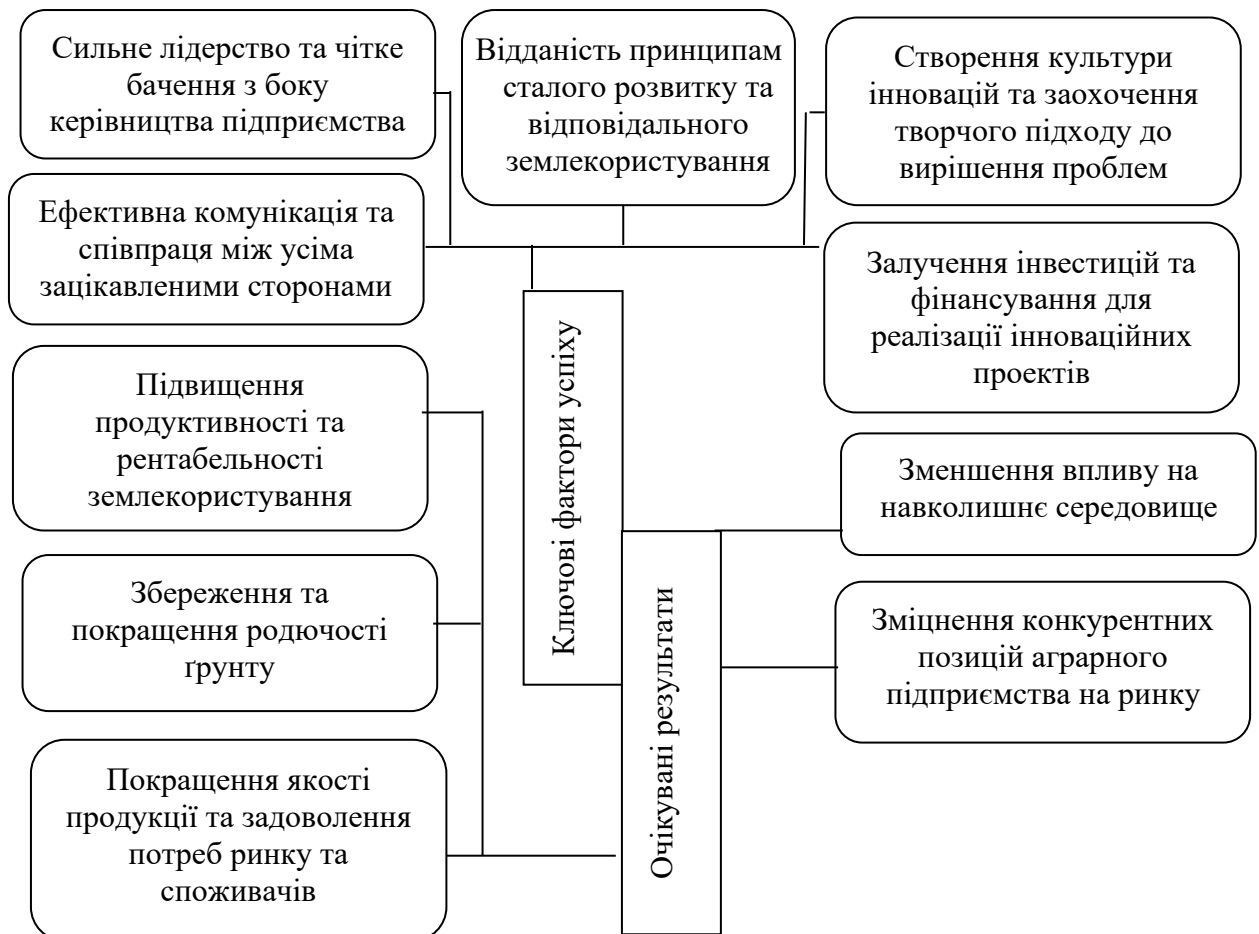 Сильне лідерство та чітке
бачення з боку
керівництва підприємства
Відданість принципам
сталого розвитку та
відповідального
землекористування
Створення культури
інновацій та заохочення
творчого підходу до
вирішення проблем
Ефективна комунікація та
співпраця між усіма
зацікавленими сторонами
Залучення інвестицій та
фінансування для
реалізації інноваційних
проектів
Ключові фактори успіху
Підвищення
продуктивності та
рентабельності
землекористування
Зменшення впливу на
навколишнє середовище
Збереження та
покращення родючості
ґрунту
Зміцнення конкурентних
позицій аграрного
підприємства на ринку
Очікувані результати
Покращення якості
продукції та задоволення
потреб ринку та
споживачів